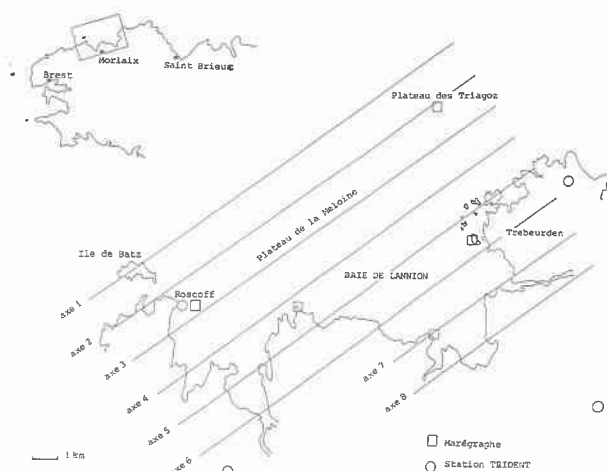 Morlaix
Saint Brieuc
Brest
Plateau des Triagoz
Plateau de la Meloine
Trebeurden
Ile de Batz
BAIE DE LANNION
Roscoff
axe 1
axe 2
axe 3
axe 4
axe 5
axe 6
axe 7
axe 8
1 km
Marégraphe
Station TRIDENT